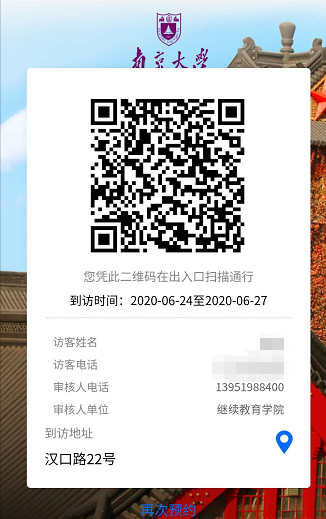 南京大学
您凭此二维码在出入口扫描通行
到访时间：2020-06-24至2020-06-27
访客姓名
访客电话
审核人电话 13951988400
审核人单位 继续教育学院
到访地址
汉口路22号
再次预约